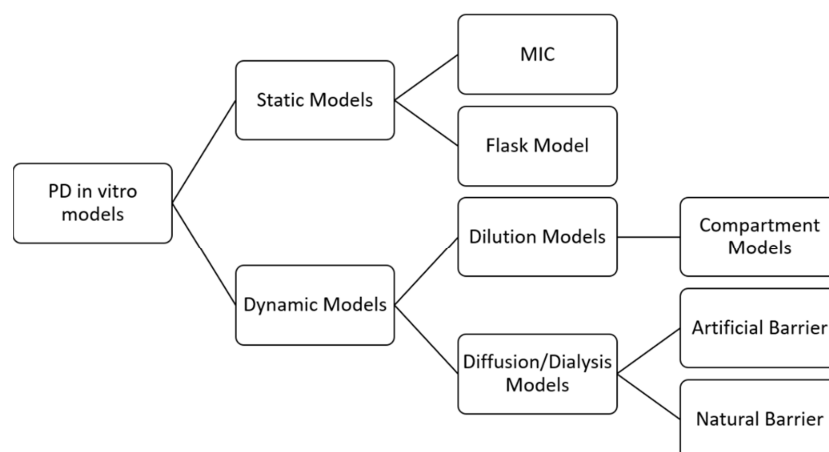 PD in vitro
models
Static Models
MIC
Flask Model
Dynamic Models
Dilution Models
Compartment
Models
Diffusion/Dialysis
Models
Artificial Barrier
Natural Barrier